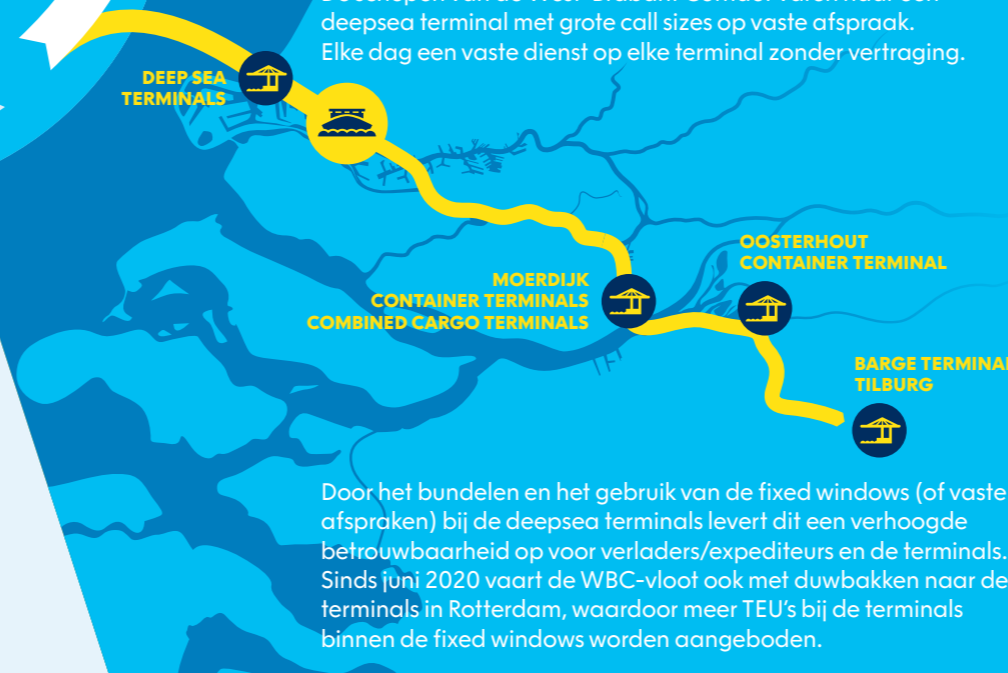 deepsea terminal met grote call sizes op vaste afspraak.
Elke dag een vaste dienst op elke terminal zonder vertraging.
DEEP SEA
TERMINALS
OOSTERHOUT
CONTAINER TERMINAL
MOERDIJK
CONTAINER TERMINALS
COMBINED CARGO TERMINALS
BARGE TERMINAL
TILBURG
Door het bundelen en het gebruik van de fixed windows (of vaste
afspraken) bij de deepsea terminals levert dit een verhoogde
betrouwbaarheid op voor verladers/expediteurs en de terminals.
Sinds juni 2020 vaart de WBC-vloot ook met duwbakken naar de
terminals in Rotterdam, waardoor meer TEU's bij de terminals
binnen de fixed windows worden aangeboden.